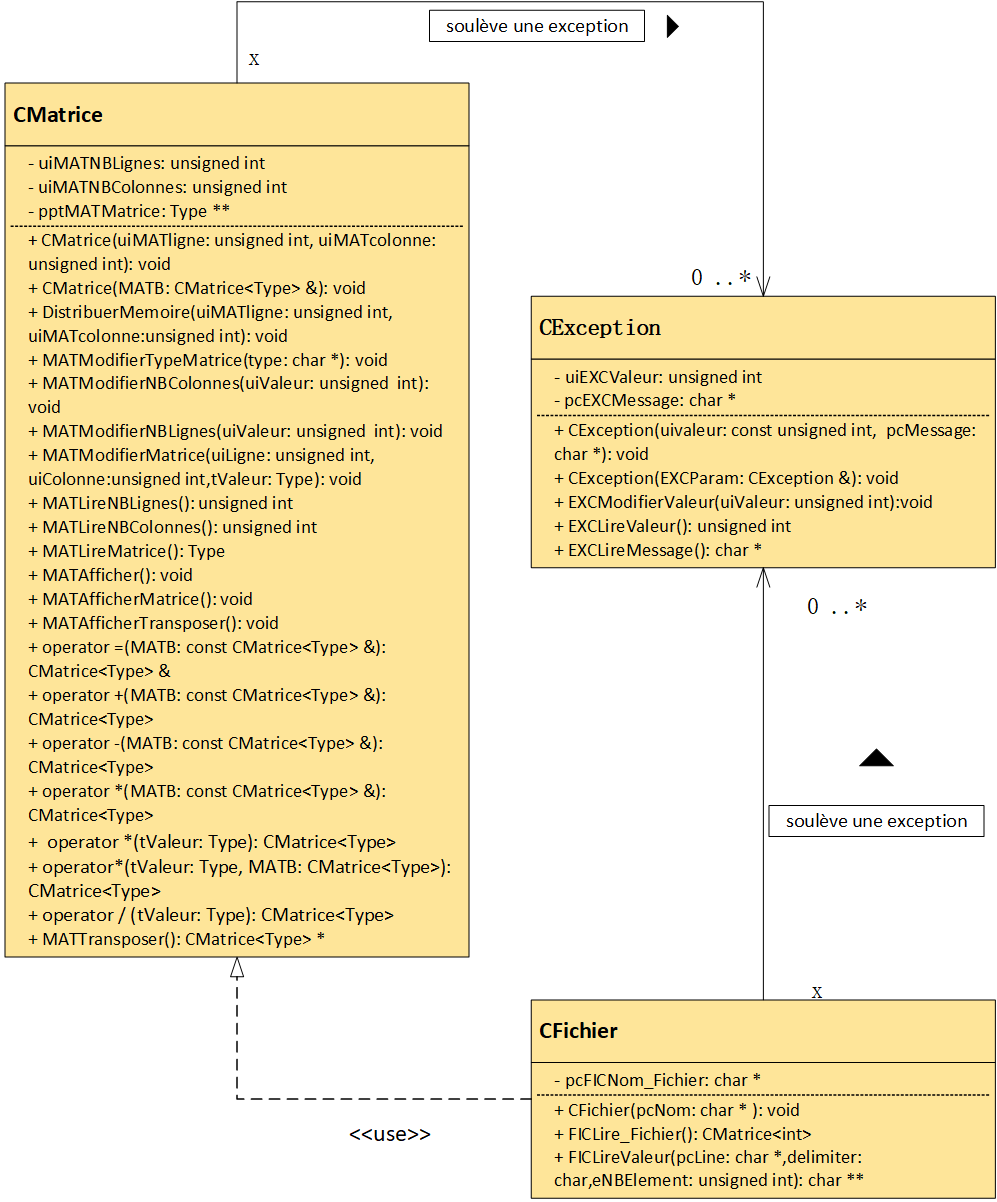 soulève une exception
x
CMatrice
- uiMATNBLignes: unsigned int
- uiMATNBColonnes: unsigned int
- pptMATMatrice: Type **
+ CMatrice(uiMATligne: unsigned int, uiMATcolonne:
unsigned int): void
+ CMatrice(MATB: CMatrice<Type> &): void
+ DistribuerMemoire(uiMATligne: unsigned int,
uiMATcolonne:unsigned int): void
+ MATModifierTypeMatrice(type: char *): void
+ MATModifierNBColonnes(uiValeur: unsigned  int):
void
+ MATModifierNBLignes(uiValeur: unsigned  int): void
+ MATModifierMatrice(uiLigne: unsigned int,
uiColonne:unsigned int,tValeur: Type): void
+ MATLireNBLignes(): unsigned int
+ MATLireNBColonnes(): unsigned int
+ MATLireMatrice(): Type
+ MATAfficher(): void
+ MATAfficherMatrice(): void
+ MATAfficherTransposer(): void
+ operator =(MATB: const CMatrice<Type> &):
CMatrice<Type> &
+ operator +(MATB: const CMatrice<Type> &):
CMatrice<Type>
+ operator -(MATB: const CMatrice<Type> &):
CMatrice<Type>
+ operator *(MATB: const CMatrice<Type> &):
CMatrice<Type>
+  operator *(tValeur: Type): CMatrice<Type>
+ operator*(tValeur: Type, MATB: CMatrice<Type>):
CMatrice<Type>
+ operator / (tValeur: Type): CMatrice<Type>
+ MATTransposer(): CMatrice<Type> *
0 ..*
CException
- uiEXCValeur: unsigned int
- pcEXCMessage: char *
+ CException(uivaleur: const unsigned int,  pcMessage:
char *): void
+ CException(EXCParam: CException &): void
+ EXCModifierValeur(uiValeur: unsigned int):void
+ EXCLireValeur(): unsigned int
+ EXCLireMessage(): char *
0 ..*
soulève une exception
x
CFichier
- pcFICNom_Fichier: char *
+ CFichier(pcNom: char * ): void
+ FICLire_Fichier(): CMatrice<int>
+ FICLireValeur(pcLine: char *,delimiter:
char,eNBElement: unsigned int): char **
<<use>>